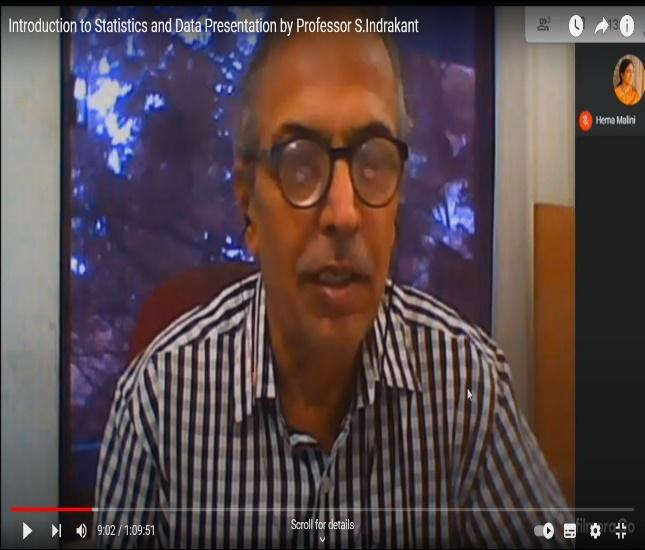 Introduction to Statistics and Data Presentation by Professor S.Indrakant
Hema Malini
Scroll for details
9:02 / 1:09:51